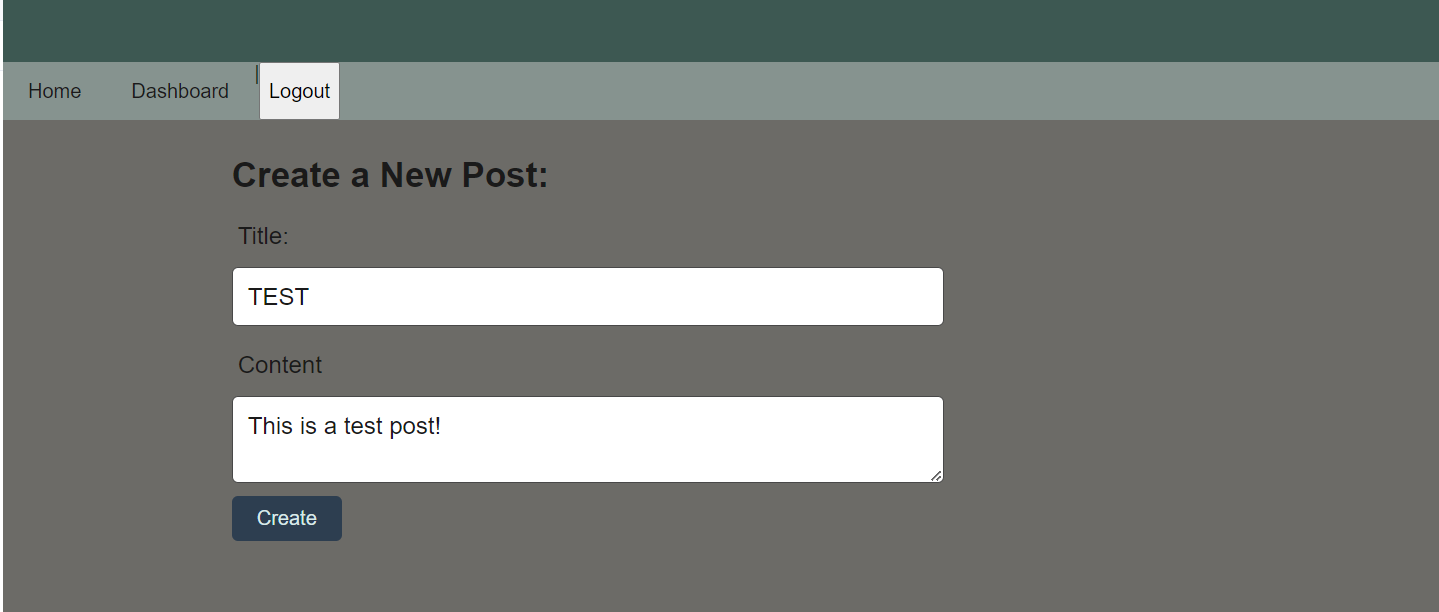 Home Dashboard | Logout
Create a New Post:
Title:
TEST
Content
This is a test post!
Create